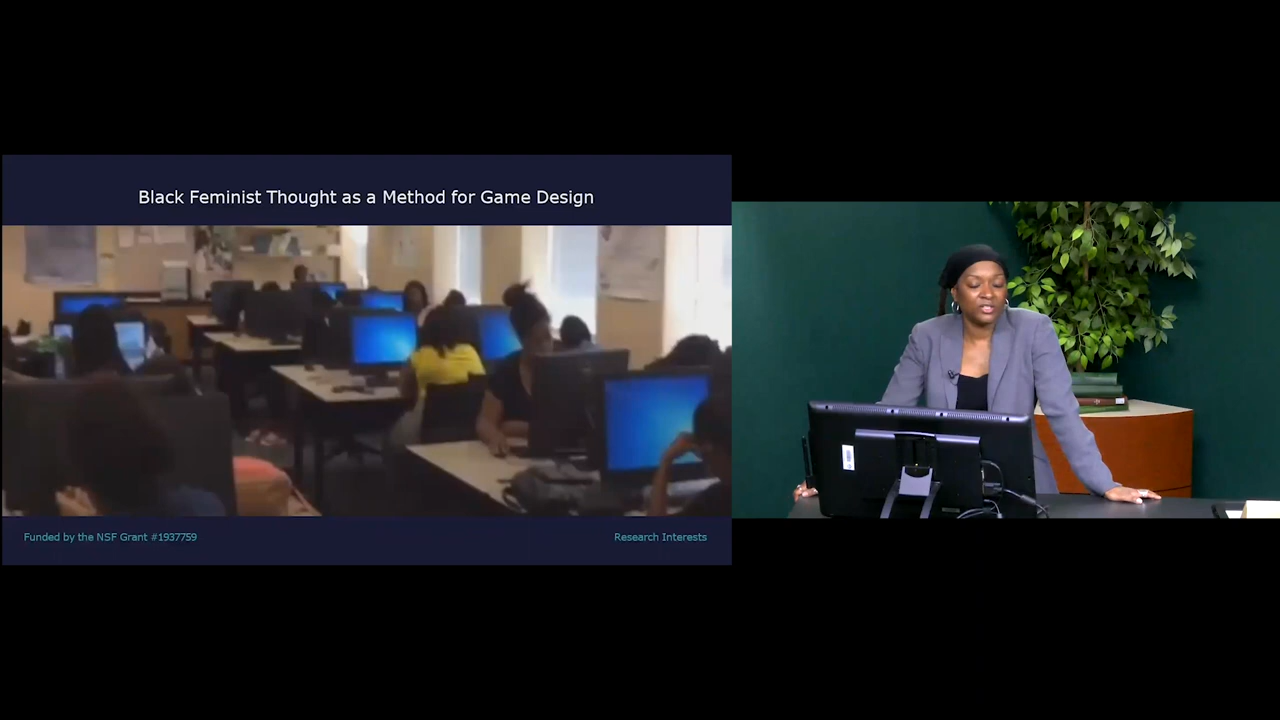 Black Feminist Thought as a Method for Game Design
Funded by the NSF Grant #1937759
Research Interests